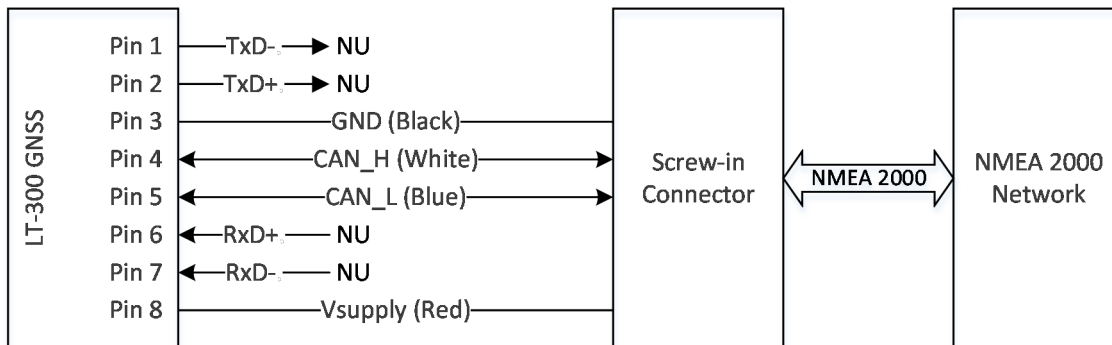 LT-300 GNSS
Pin 1 TxD- NU
Pin 2 TxD+ NU
Pin 3 GND (Black)
Pin 4 CAN_H (White)
Pin 5 CAN_L (Blue)
Pin 6 RxD+ NU
Pin 7 RxD- NU
Pin 8 Vsupply (Red)
Screw-in
Connector
NMEA 2000
NMEA 2000
Network